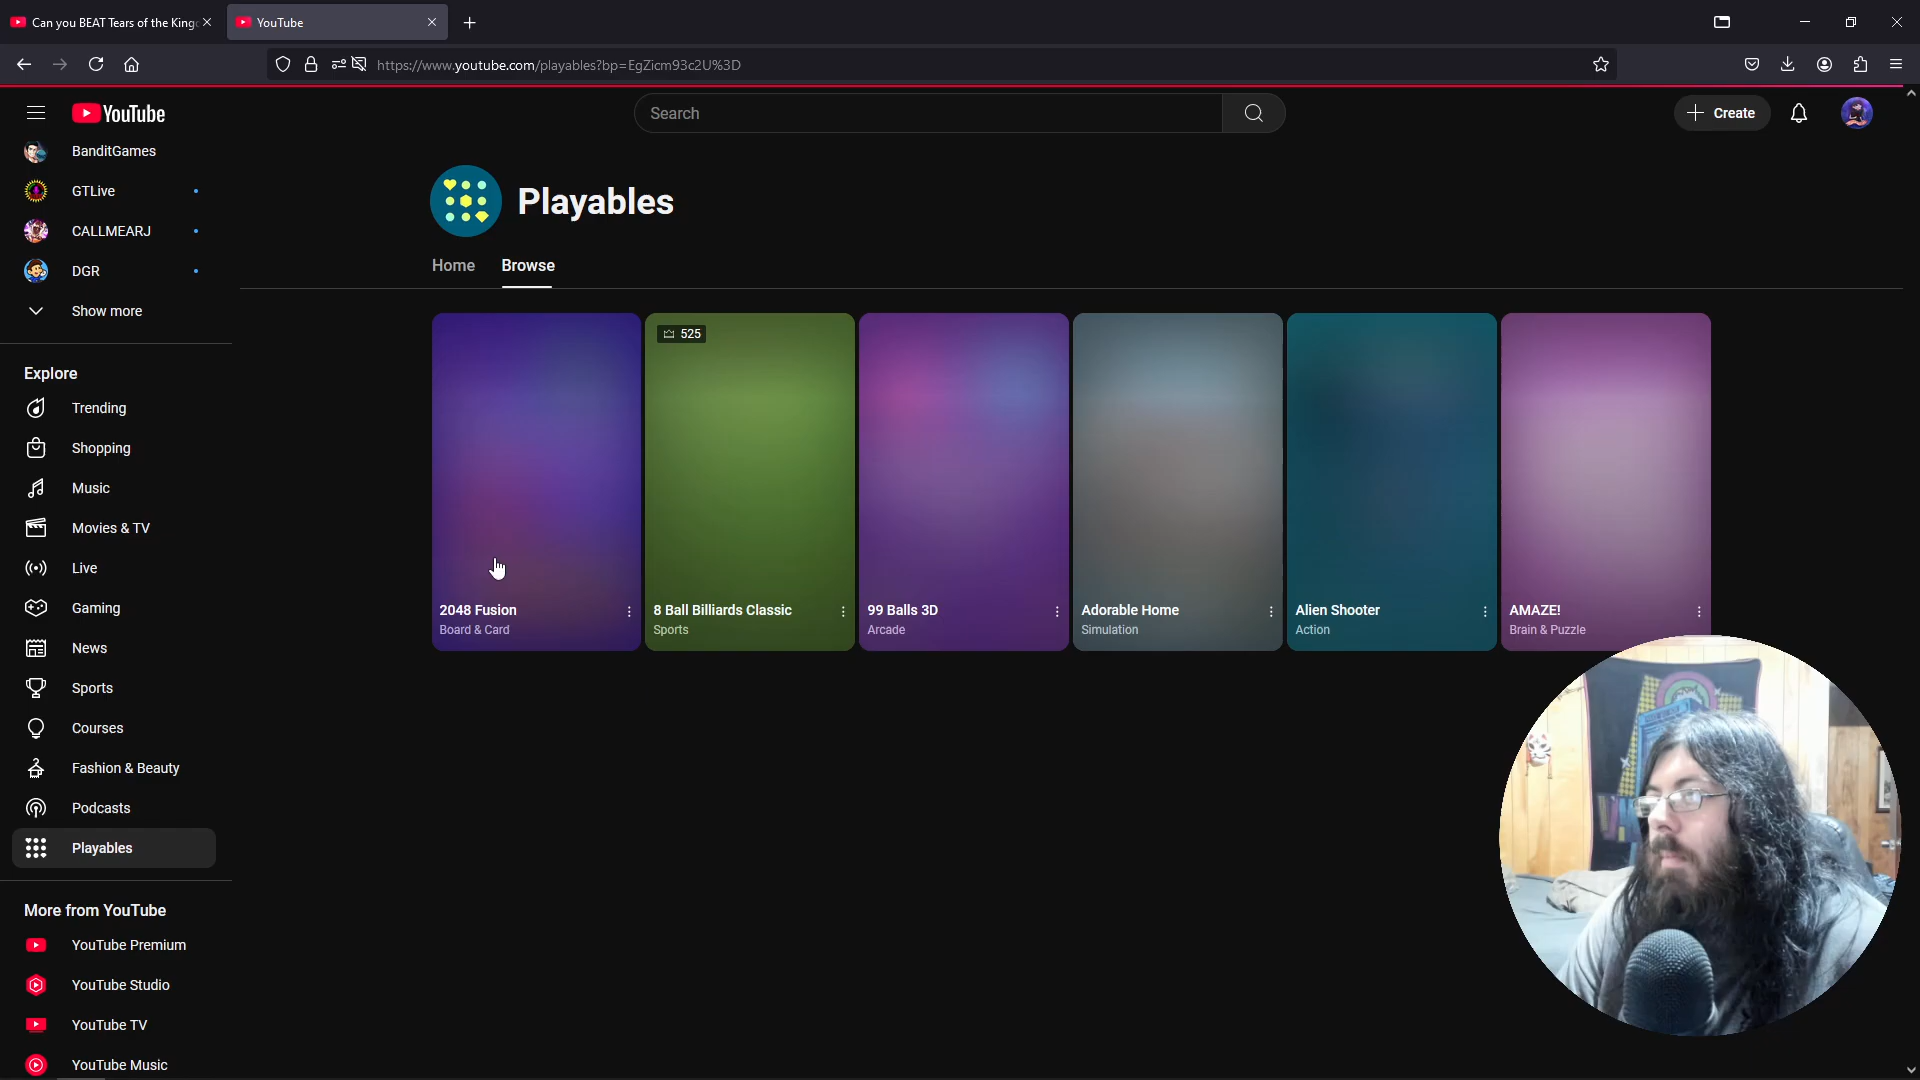 Can you BEAT Tears of the King
YouTube
https://www.youtube.com/playables?bp=EgZicm93c2U%3D
YouTube
Search
Create
BanditGames
GTLive
CALLMEARJ
DGR
Show more
Explore
Trending
Shopping
Music
Movies & TV
Live
Gaming
News
Sports
Courses
Fashion & Beauty
Podcasts
Playables
More from YouTube
YouTube Premium
YouTube Studio
YouTube TV
YouTube Music
Playables
Home Browse
525
2048 Fusion
Board & Card
8 Ball Billiards Classic
Sports
99 Balls 3D
Arcade
Adorable Home
Simulation
Alien Shooter
Action
AMAZE!
Brain & Puzzle